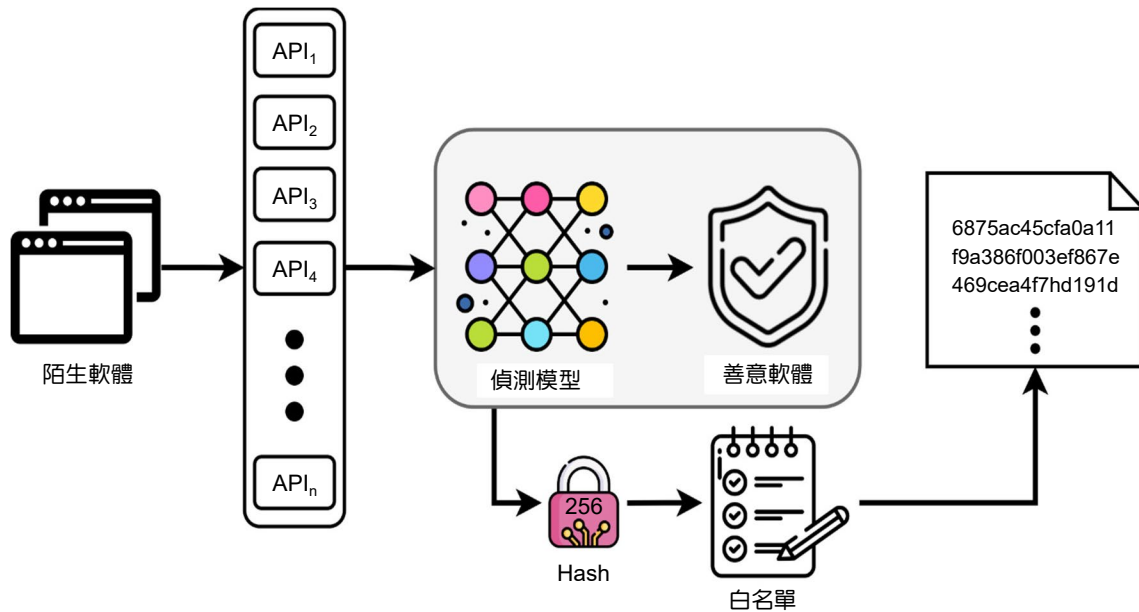 API₁
API₂
API₃
API₄
APIₙ
陌生軟體
偵測模型
善意軟體
6875ac45cfa0a11
f9a386f003ef867e
469cea4f7hd191d
256
Hash
白名單